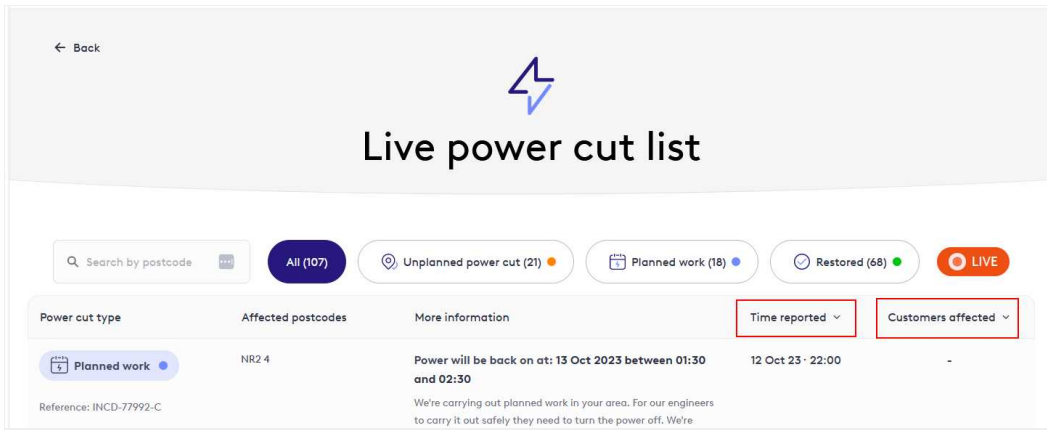 ← Back
Live power cut list
Search by postcode
All (107)
Unplanned power cut (21)
Planned work (18)
Restored (68)
LIVE
Power cut type
Affected postcodes
More information
Time reported
Customers affected
Planned work
Reference: INCD-77992-C
NR2 4
Power will be back on at: 13 Oct 2023 between 01:30
and 02:30
We're carrying out planned work in your area. For our engineers
to carry it out safely they need to turn the power off. We're
12 Oct 23 · 22:00
-